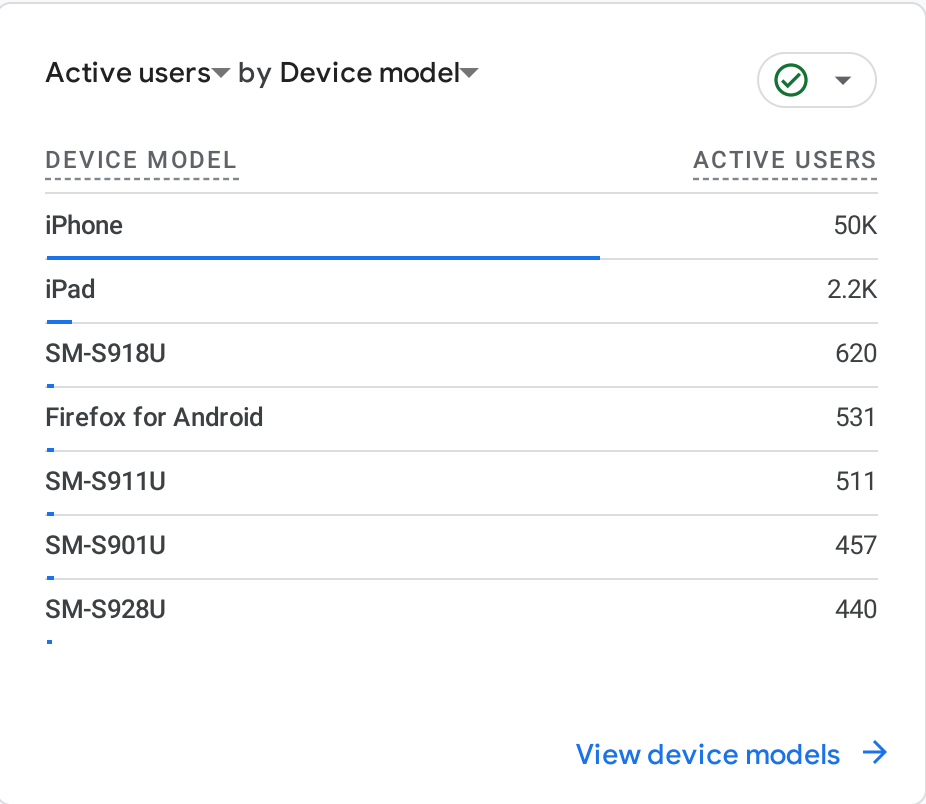 Active users by Device model
DEVICE MODEL ACTIVE USERS
iPhone 50K
iPad 2.2K
SM-S918U 620
Firefox for Android 531
SM-S911U 511
SM-S901U 457
SM-S928U 440
View device models